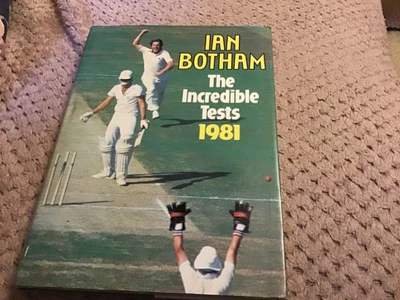 IAN
BOTHAM
The
Incredible
Tests
1981